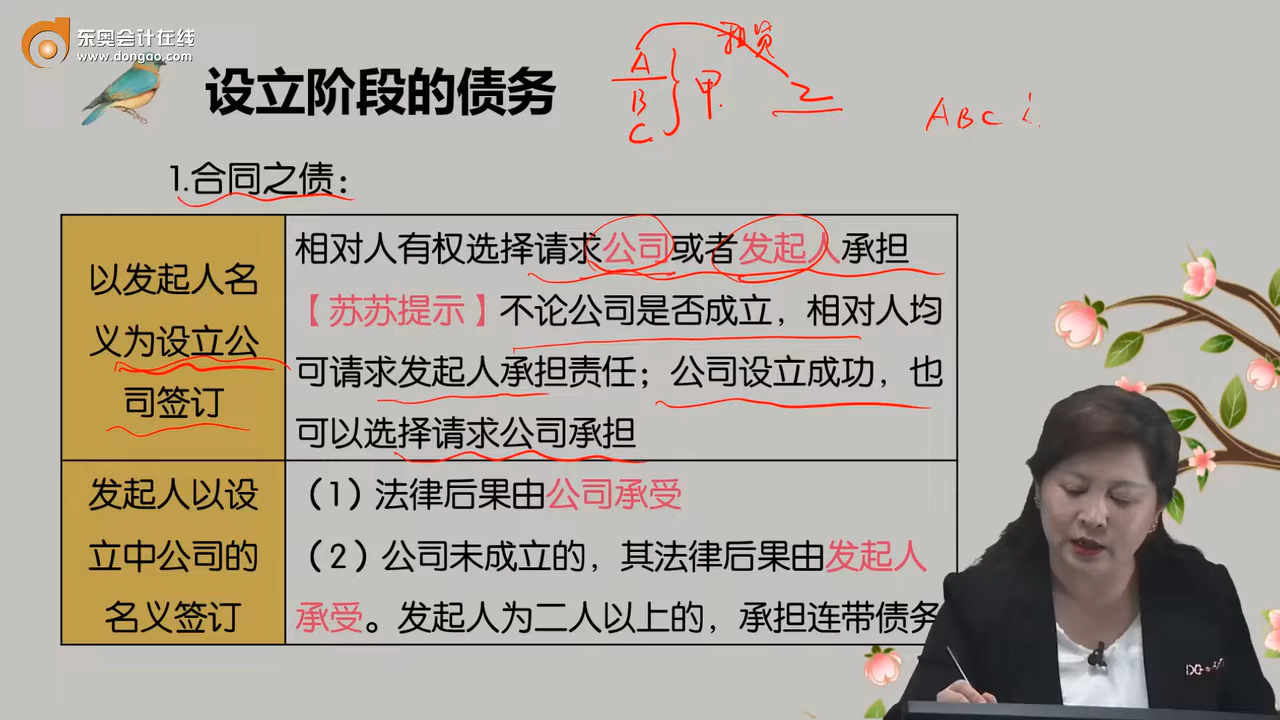 东奥会计在线
www.dongao.com
设立阶段的债务
A
B
C
甲
投资
乙
ABC
1.合同之债：
以发起人名
义为设立公
司签订
相对人有权选择请求公司或者发起人承担
【苏苏提示】不论公司是否成立，相对人均
可请求发起人承担责任；公司设立成功，也
可以选择请求公司承担
发起人以设
立中公司的
名义签订
（1）法律后果由公司承受
（2）公司未成立的，其法律后果由发起人
承受。发起人为二人以上的，承担连带债务